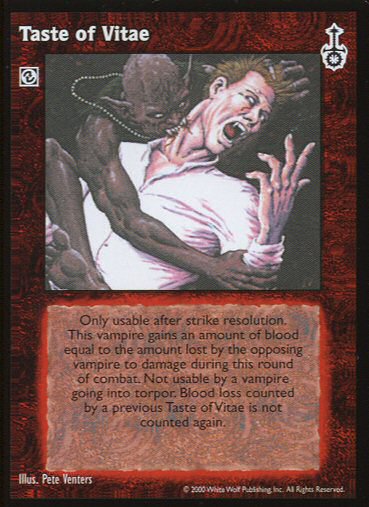 Taste of Vitae
Only usable after strike resolution.
This vampire gains an amount of blood
equal to the amount lost by the opposing
vampire to damage during this round
of combat. Not usable by a vampire
going into torpor. Blood loss counted
by a previous Taste of Vitae is not
counted again.
Illus. Pete Venters
© 2000 White Wolf Publishing, Inc. All Rights Reserved.